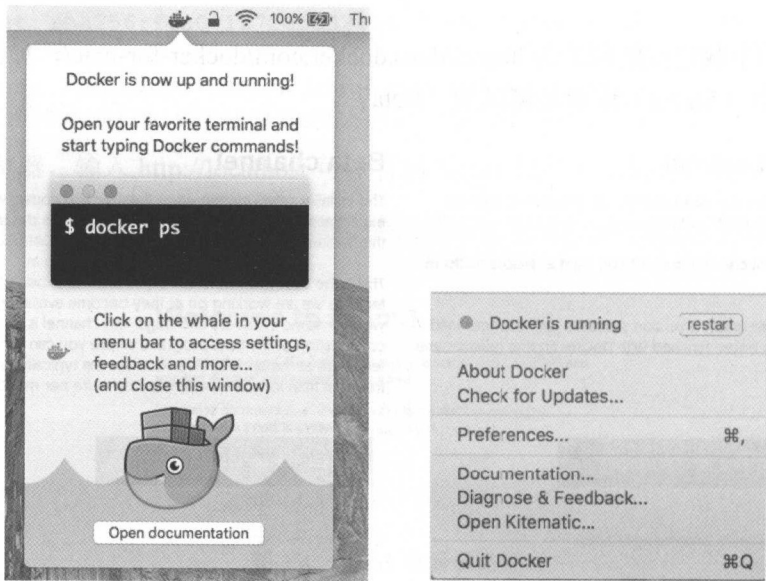 100% Thu
Docker is now up and running!
Open your favorite terminal and
start typing Docker commands!
$ docker ps
Click on the whale in your
menu bar to access settings,
feedback and more...
(and close this window)
Open documentation
Docker is running restart
About Docker
Check for Updates...
Preferences... ⌘,
Documentation...
Diagnose & Feedback...
Open Kitematic...
Quit Docker ⌘Q